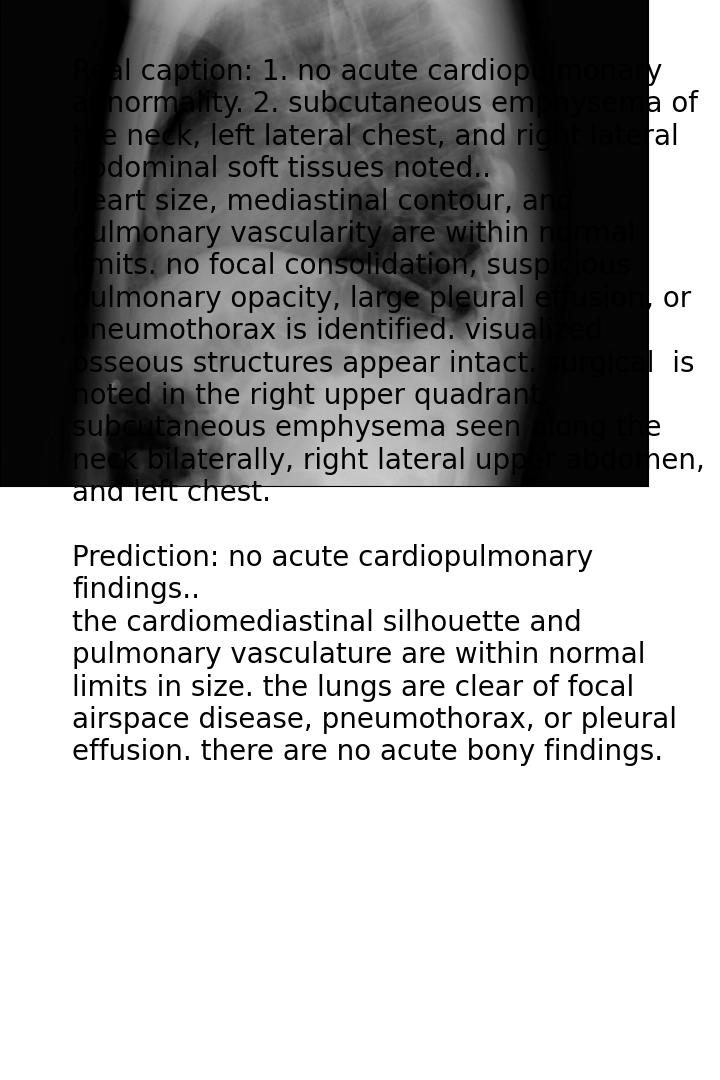 Real caption: 1. no acute cardiopulmonary
abnormality. 2. subcutaneous emphysema of
the neck, left lateral chest, and right lateral
abdominal soft tissues noted..
heart size, mediastinal contour, and
pulmonary vascularity are within normal
limits. no focal consolidation, suspicious
pulmonary opacity, large pleural effusion, or
pneumothorax is identified. visualized
osseous structures appear intact. surgical  is
noted in the right upper quadrant.
subcutaneous emphysema seen along the
neck bilaterally, right lateral upper abdomen,
and left chest.

Prediction: no acute cardiopulmonary
findings..
the cardiomediastinal silhouette and
pulmonary vasculature are within normal
limits in size. the lungs are clear of focal
airspace disease, pneumothorax, or pleural
effusion. there are no acute bony findings.